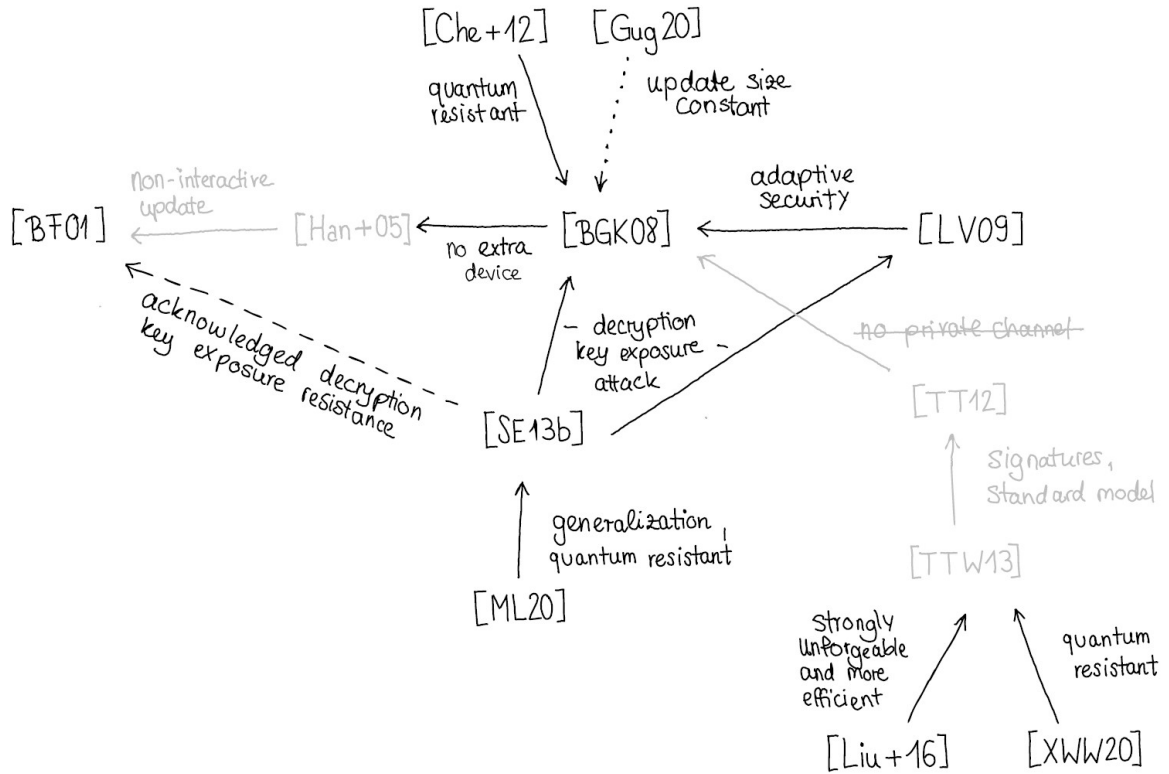 [Che+12]
[Gug20]
quantum
resistant
update size
constant
non-interactive
update
adaptive
security
[BF01]
[Han+05]
[BGK08]
[LV09]
no extra
device
acknowledged decryption
key exposure resistance
- decryption
key exposure -
attack
no private channel
[TT12]
[SE13b]
Signatures,
Standard model
generalization,
quantum resistant
[TTW13]
[ML20]
strongly
unforgeable
and more
efficient
quantum
resistant
[Liu+16]
[XWW20]